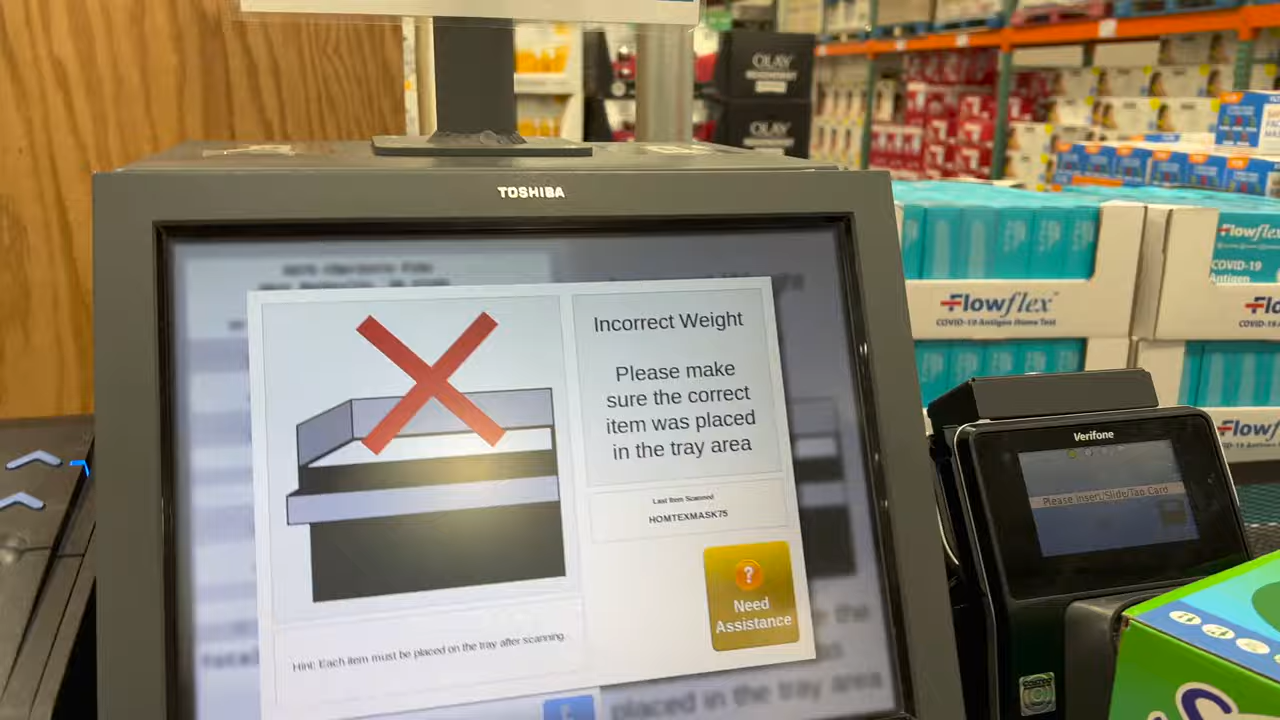 OLAY
OLAY
TOSHIBA
Incorrect Weight
Please make
sure the correct
item was placed
in the tray area
Last Item Scanned
HOMTEXMASK75
?
Need
Assistance
Hint: Each item must be placed on the tray after scanning.
placed in the tray area
Flowflex
COVID-19 Antigen Home Test
Flowflex
COVID-19
Antigen
Flowf
Verifone
Please Insert/Slide/Tap Card